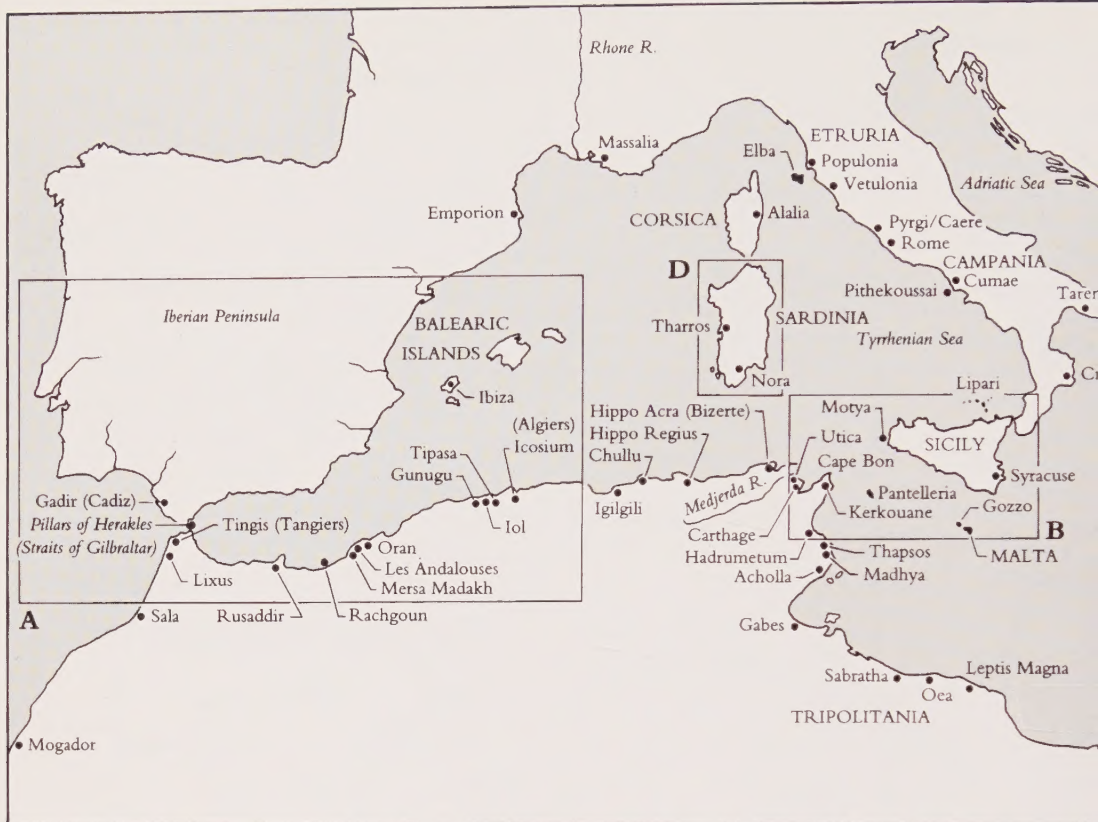 Rhone R.
Massalia
ETRURIA
Elba
Populonia
Vetulonia
Adriatic Sea
Emporion
CORSICA
Alalia
Pyrgi/Caere
Rome
CAMPANIA
Cumae
Pithekoussai
D
Iberian Peninsula
BALEARIC
ISLANDS
Ibiza
Tharros
SARDINIA
Nora
Tyrrhenian Sea
Lipari
Motya
SICILY
Syracuse
(Algiers)
Icosium
Tipasa
Gunugu
Iol
Hippo Acra (Bizerte)
Hippo Regius
Chullu
Igilgili
Utica
Cape Bon
Medjerda R.
Pantelleria
Gozzo
Kerkouane
MALTA
B
Carthage
Hadrumetum
Thapsos
Acholla
Madhya
Gadir (Cadiz)
Pillars of Herakles
(Straits of Gilbraltar)
Tingis (Tangiers)
Lixus
Oran
Les Andalouses
Mersa Madakh
A
Sala
Rusaddir
Rachgoun
Gabes
Sabratha
Oea
Leptis Magna
TRIPOLITANIA
Mogador